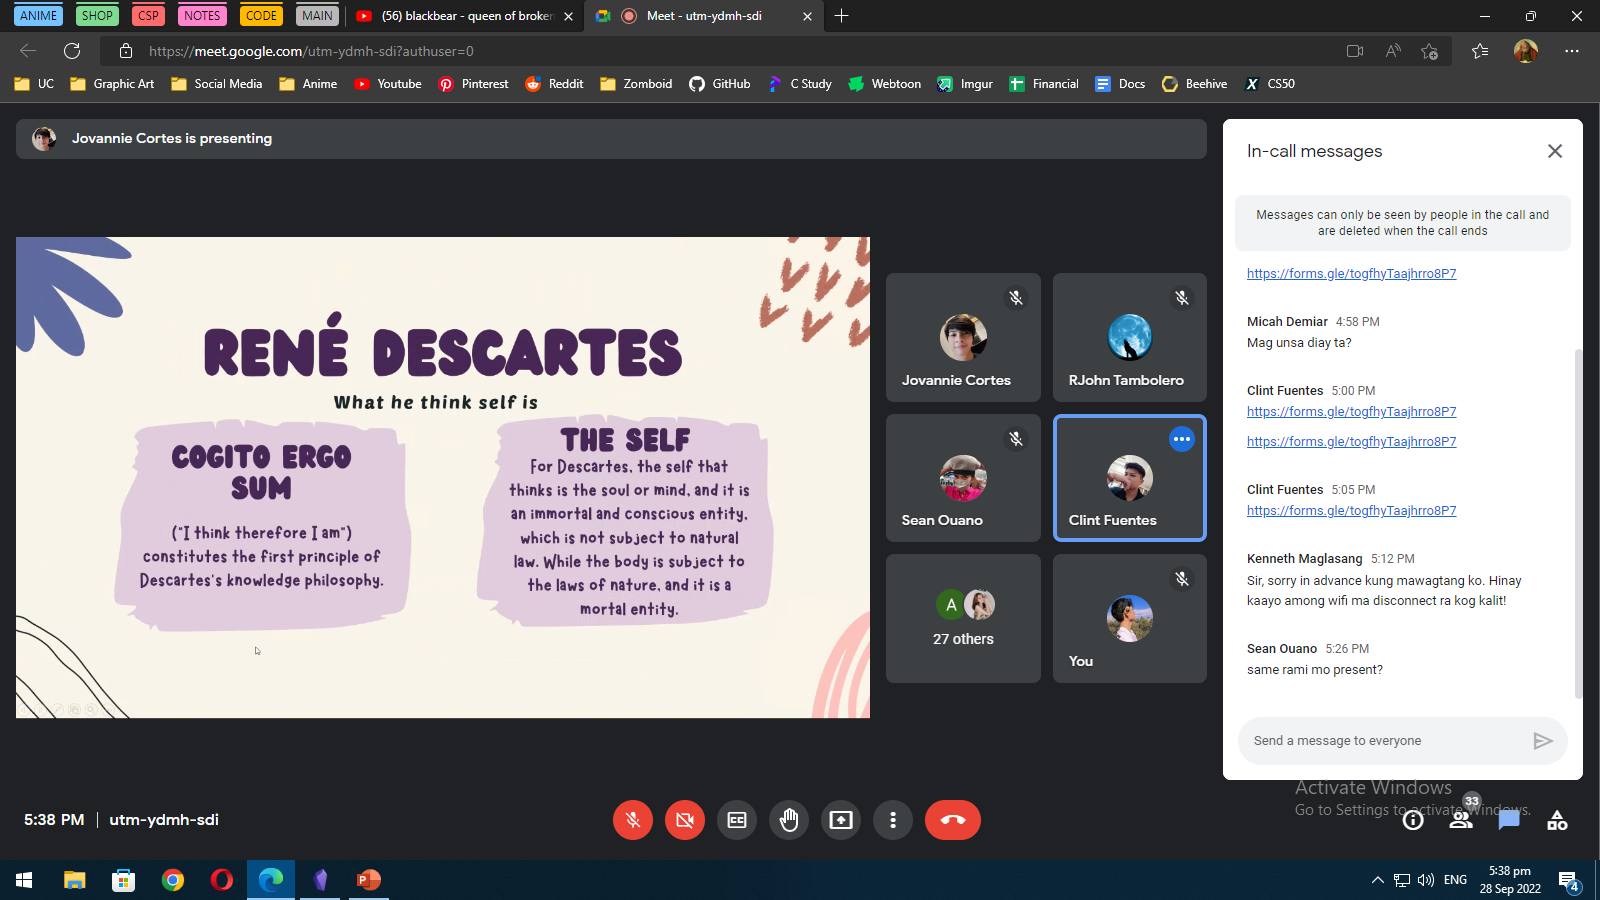 ANIME
SHOP
CSP
NOTES
CODE
MAIN
(56) blackbear - queen of broken
Meet - utm-ydmh-sdi
https://meet.google.com/utm-ydmh-sdi?authuser=0
UC
Graphic Art
Social Media
Anime
Youtube
Pinterest
Reddit
Zomboid
GitHub
C Study
Webtoon
Imgur
Financial
Docs
Beehive
CS50
Jovannie Cortes is presenting
RENÉ DESCARTES
What he think self is
COGITO ERGO
SUM
("I think therefore I am")
constitutes the first principle of
Descartes's knowledge philosophy.
THE SELF
For Descartes, the self that
thinks is the soul or mind, and it is
an immortal and conscious entity,
which is not subject to natural
law. While the body is subject to
the laws of nature, and it is a
mortal entity.
Jovannie Cortes
RJohn Tambolero
Sean Ouano
Clint Fuentes
A
27 others
You
In-call messages
Messages can only be seen by people in the call and
are deleted when the call ends
https://forms.gle/togfhyTaajhrro8P7
Micah Demiar 4:58 PM
Mag unsa diay ta?
Clint Fuentes 5:00 PM
https://forms.gle/togfhyTaajhrro8P7
https://forms.gle/togfhyTaajhrro8P7
Clint Fuentes 5:05 PM
https://forms.gle/togfhyTaajhrro8P7
Kenneth Maglasang 5:12 PM
Sir, sorry in advance kung mawagtang ko. Hinay
kaayo among wifi ma disconnect ra kog kalit!
Sean Ouano 5:26 PM
same rami mo present?
Send a message to everyone
Activate Windows
Go to Settings to activate Windows.
33
5:38 PM | utm-ydmh-sdi
ENG
5:38 pm
28 Sep 2022
4